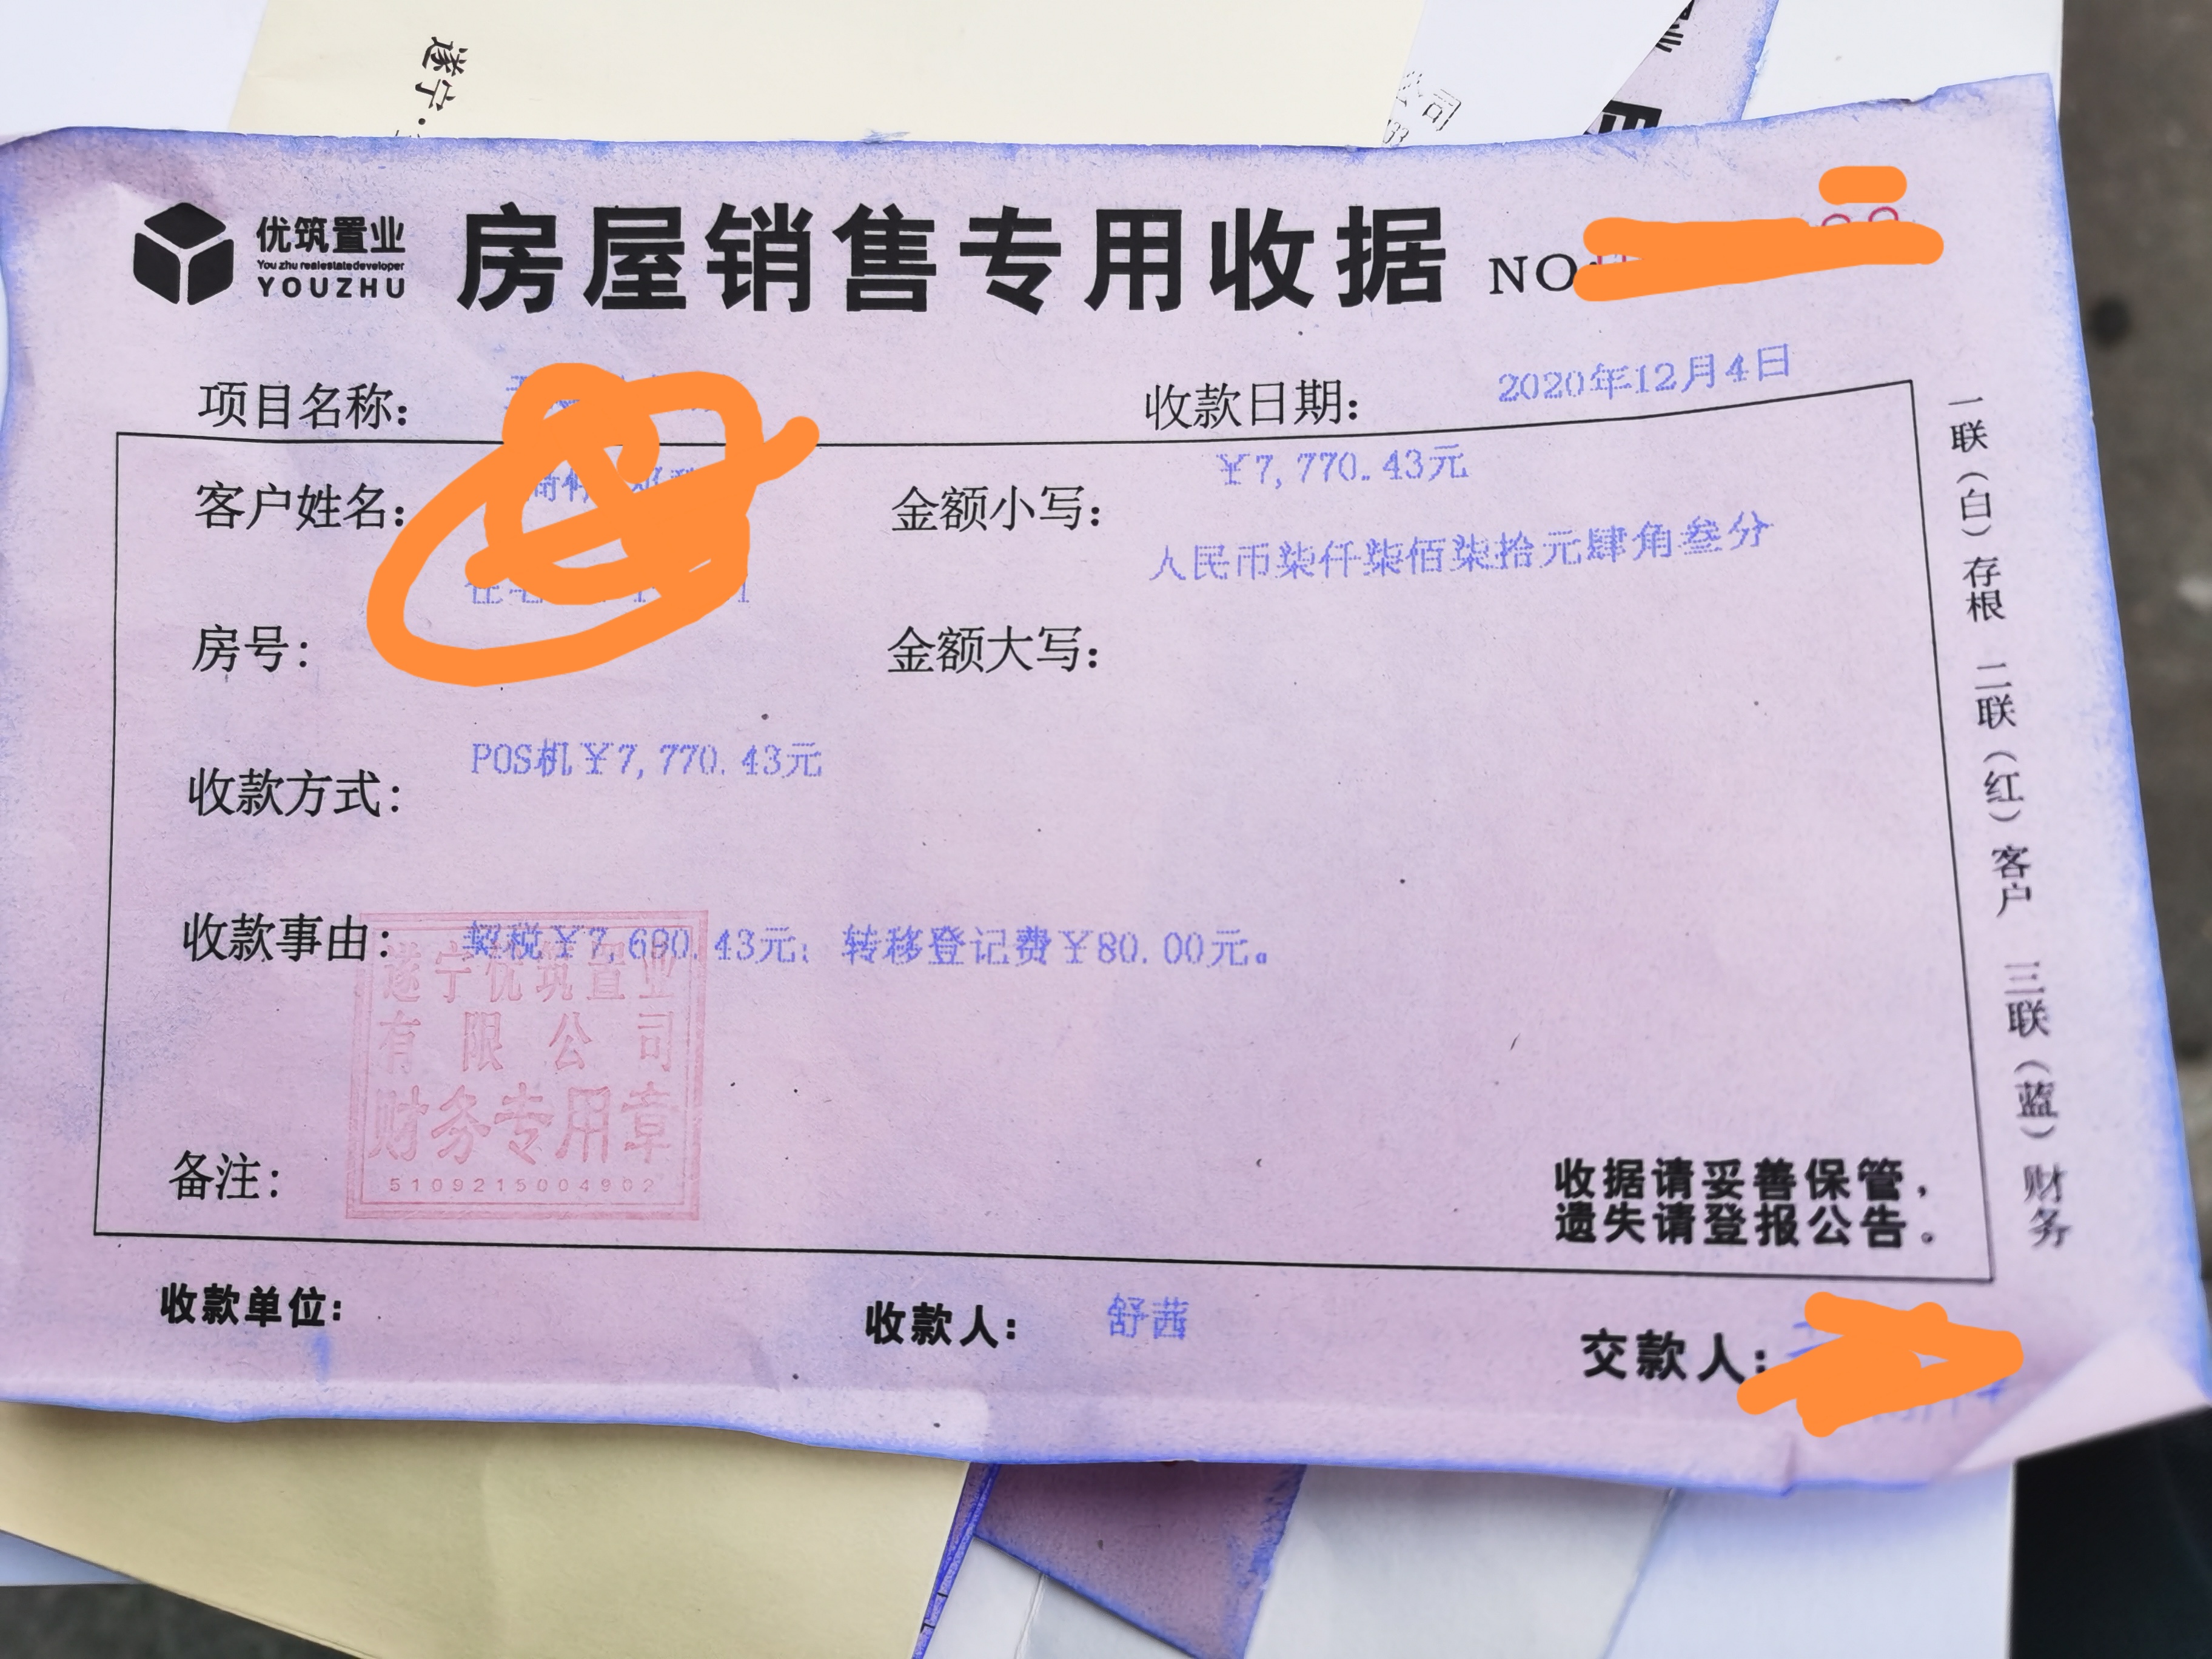 遂宁
公司
优筑置业
You zhu realestatedeveloper
YOUZHU
房屋销售专用收据
NO
项目名称:
收款日期: 2020年12月4日
客户姓名:
金额小写: ¥7,770.43元
房号:
金额大写: 人民币柒仟柒佰柒拾元肆角叁分
收款方式: POS机¥7,770.43元
收款事由: 契税¥7,690.43元; 转移登记费¥80.00元。
遂宁优筑置业
有限公司
财务专用章
5109215004902
备注:
收据请妥善保管,
遗失请登报公告。
收款单位:
收款人: 舒茜
交款人:
一联(白)存根 二联(红)客户 三联(蓝)财务